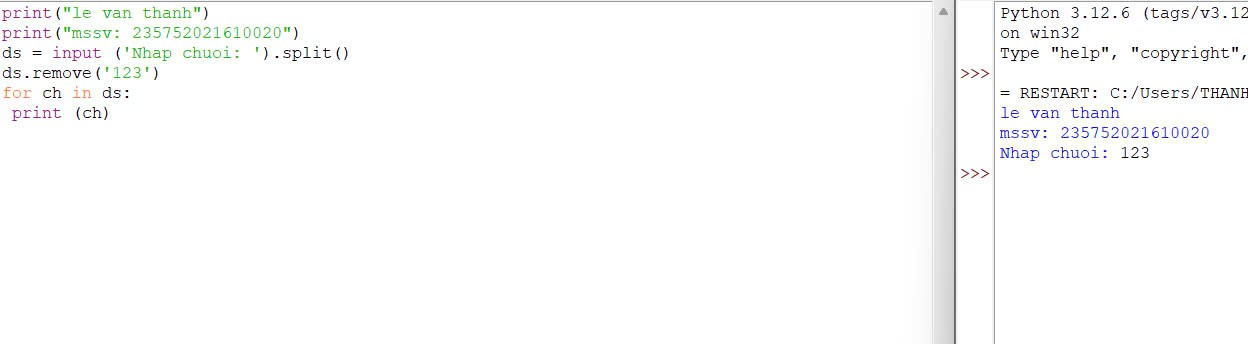 print("le van thanh")
print("mssv: 235752021610020")
ds = input ('Nhap chuoi: ').split()
ds.remove('123')
for ch in ds:
 print (ch)
Python 3.12.6 (tags/v3.12
on win32
Type "help", "copyright",
>>>
= RESTART: C:/Users/THANH
le van thanh
mssv: 235752021610020
Nhap chuoi: 123
>>>